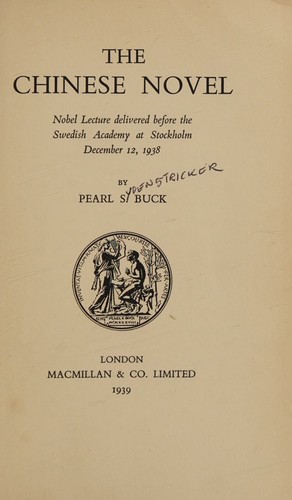 THE
CHINESE NOVEL
Nobel Lecture delivered before the
Swedish Academy at Stockholm
December 12, 1938
BY
YDENSTRICKER
PEARL S. BUCK
LONDON
MACMILLAN & CO. LIMITED
1939